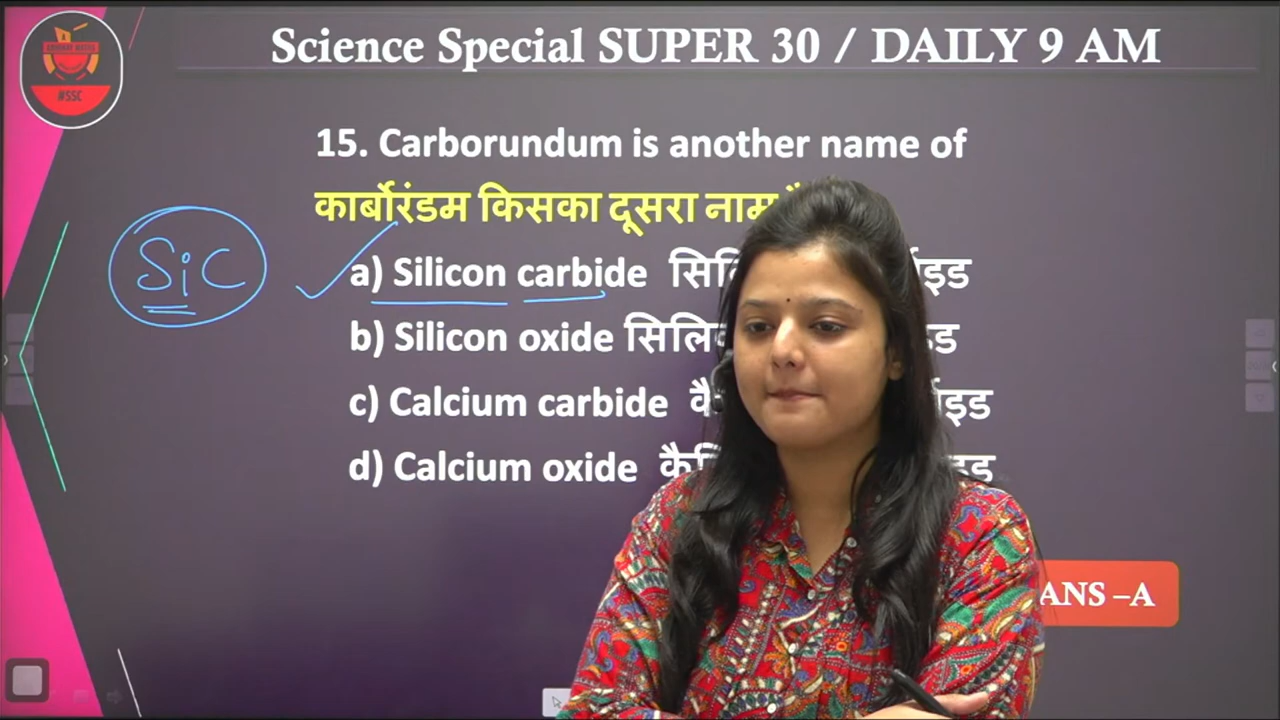 Science Special SUPER 30 / DAILY 9 AM
#SSC
15. Carborundum is another name of
कार्बोरंडम किसका दूसरा नाम
SiC
a) Silicon carbide
b) Silicon oxide
c) Calcium carbide
d) Calcium oxide
ANS –A